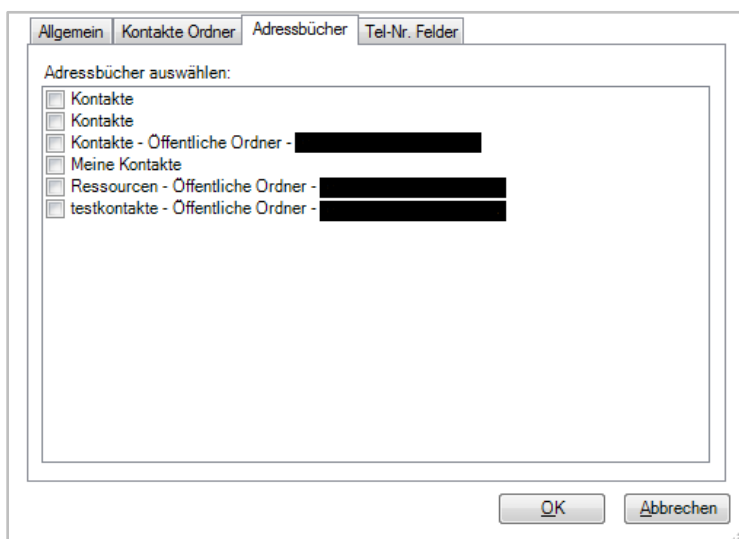 Allgemein Kontakte Ordner Adressbücher Tel-Nr. Felder
Adressbücher auswählen:
Kontakte
Kontakte
Kontakte - Öffentliche Ordner -
Meine Kontakte
Ressourcen - Öffentliche Ordner -
testkontakte - Öffentliche Ordner -
OK Abbrechen